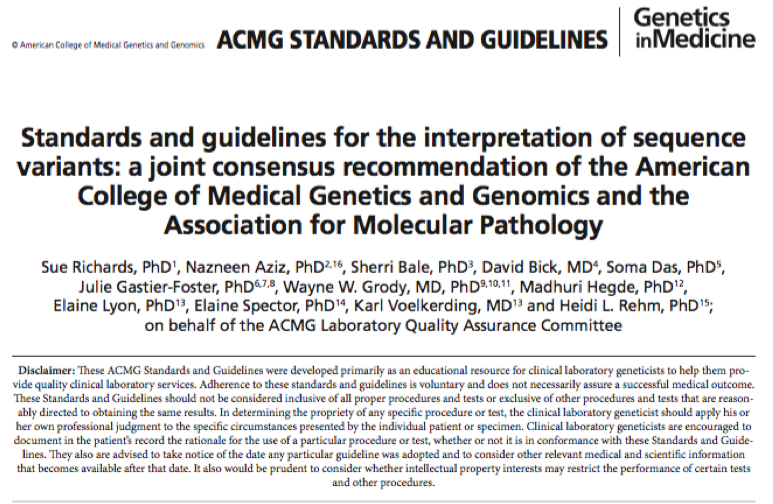 © American College of Medical Genetics and Genomics ACMG STANDARDS AND GUIDELINES
Genetics
inMedicine
Standards and guidelines for the interpretation of sequence
variants: a joint consensus recommendation of the American
College of Medical Genetics and Genomics and the
Association for Molecular Pathology
Sue Richards, PhD¹, Nazneen Aziz, PhD²,¹⁶, Sherri Bale, PhD³, David Bick, MD⁴, Soma Das, PhD⁵,
Julie Gastier-Foster, PhD⁶,⁷,⁸, Wayne W. Grody, MD, PhD⁹,¹⁰,¹¹, Madhuri Hegde, PhD¹²,
Elaine Lyon, PhD¹³, Elaine Spector, PhD¹⁴, Karl Voelkerding, MD¹³ and Heidi L. Rehm, PhD¹⁵;
on behalf of the ACMG Laboratory Quality Assurance Committee
Disclaimer: These ACMG Standards and Guidelines were developed primarily as an educational resource for clinical laboratory geneticists to help them pro-
vide quality clinical laboratory services. Adherence to these standards and guidelines is voluntary and does not necessarily assure a successful medical outcome.
These Standards and Guidelines should not be considered inclusive of all proper procedures and tests or exclusive of other procedures and tests that are reason-
ably directed to obtaining the same results. In determining the propriety of any specific procedure or test, the clinical laboratory geneticist should apply his or
her own professional judgment to the specific circumstances presented by the individual patient or specimen. Clinical laboratory geneticists are encouraged to
document in the patient's record the rationale for the use of a particular procedure or test, whether or not it is in conformance with these Standards and Guide-
lines. They also are advised to take notice of the date any particular guideline was adopted and to consider other relevant medical and scientific information
that becomes available after that date. It also would be prudent to consider whether intellectual property interests may restrict the performance of certain tests
and other procedures.